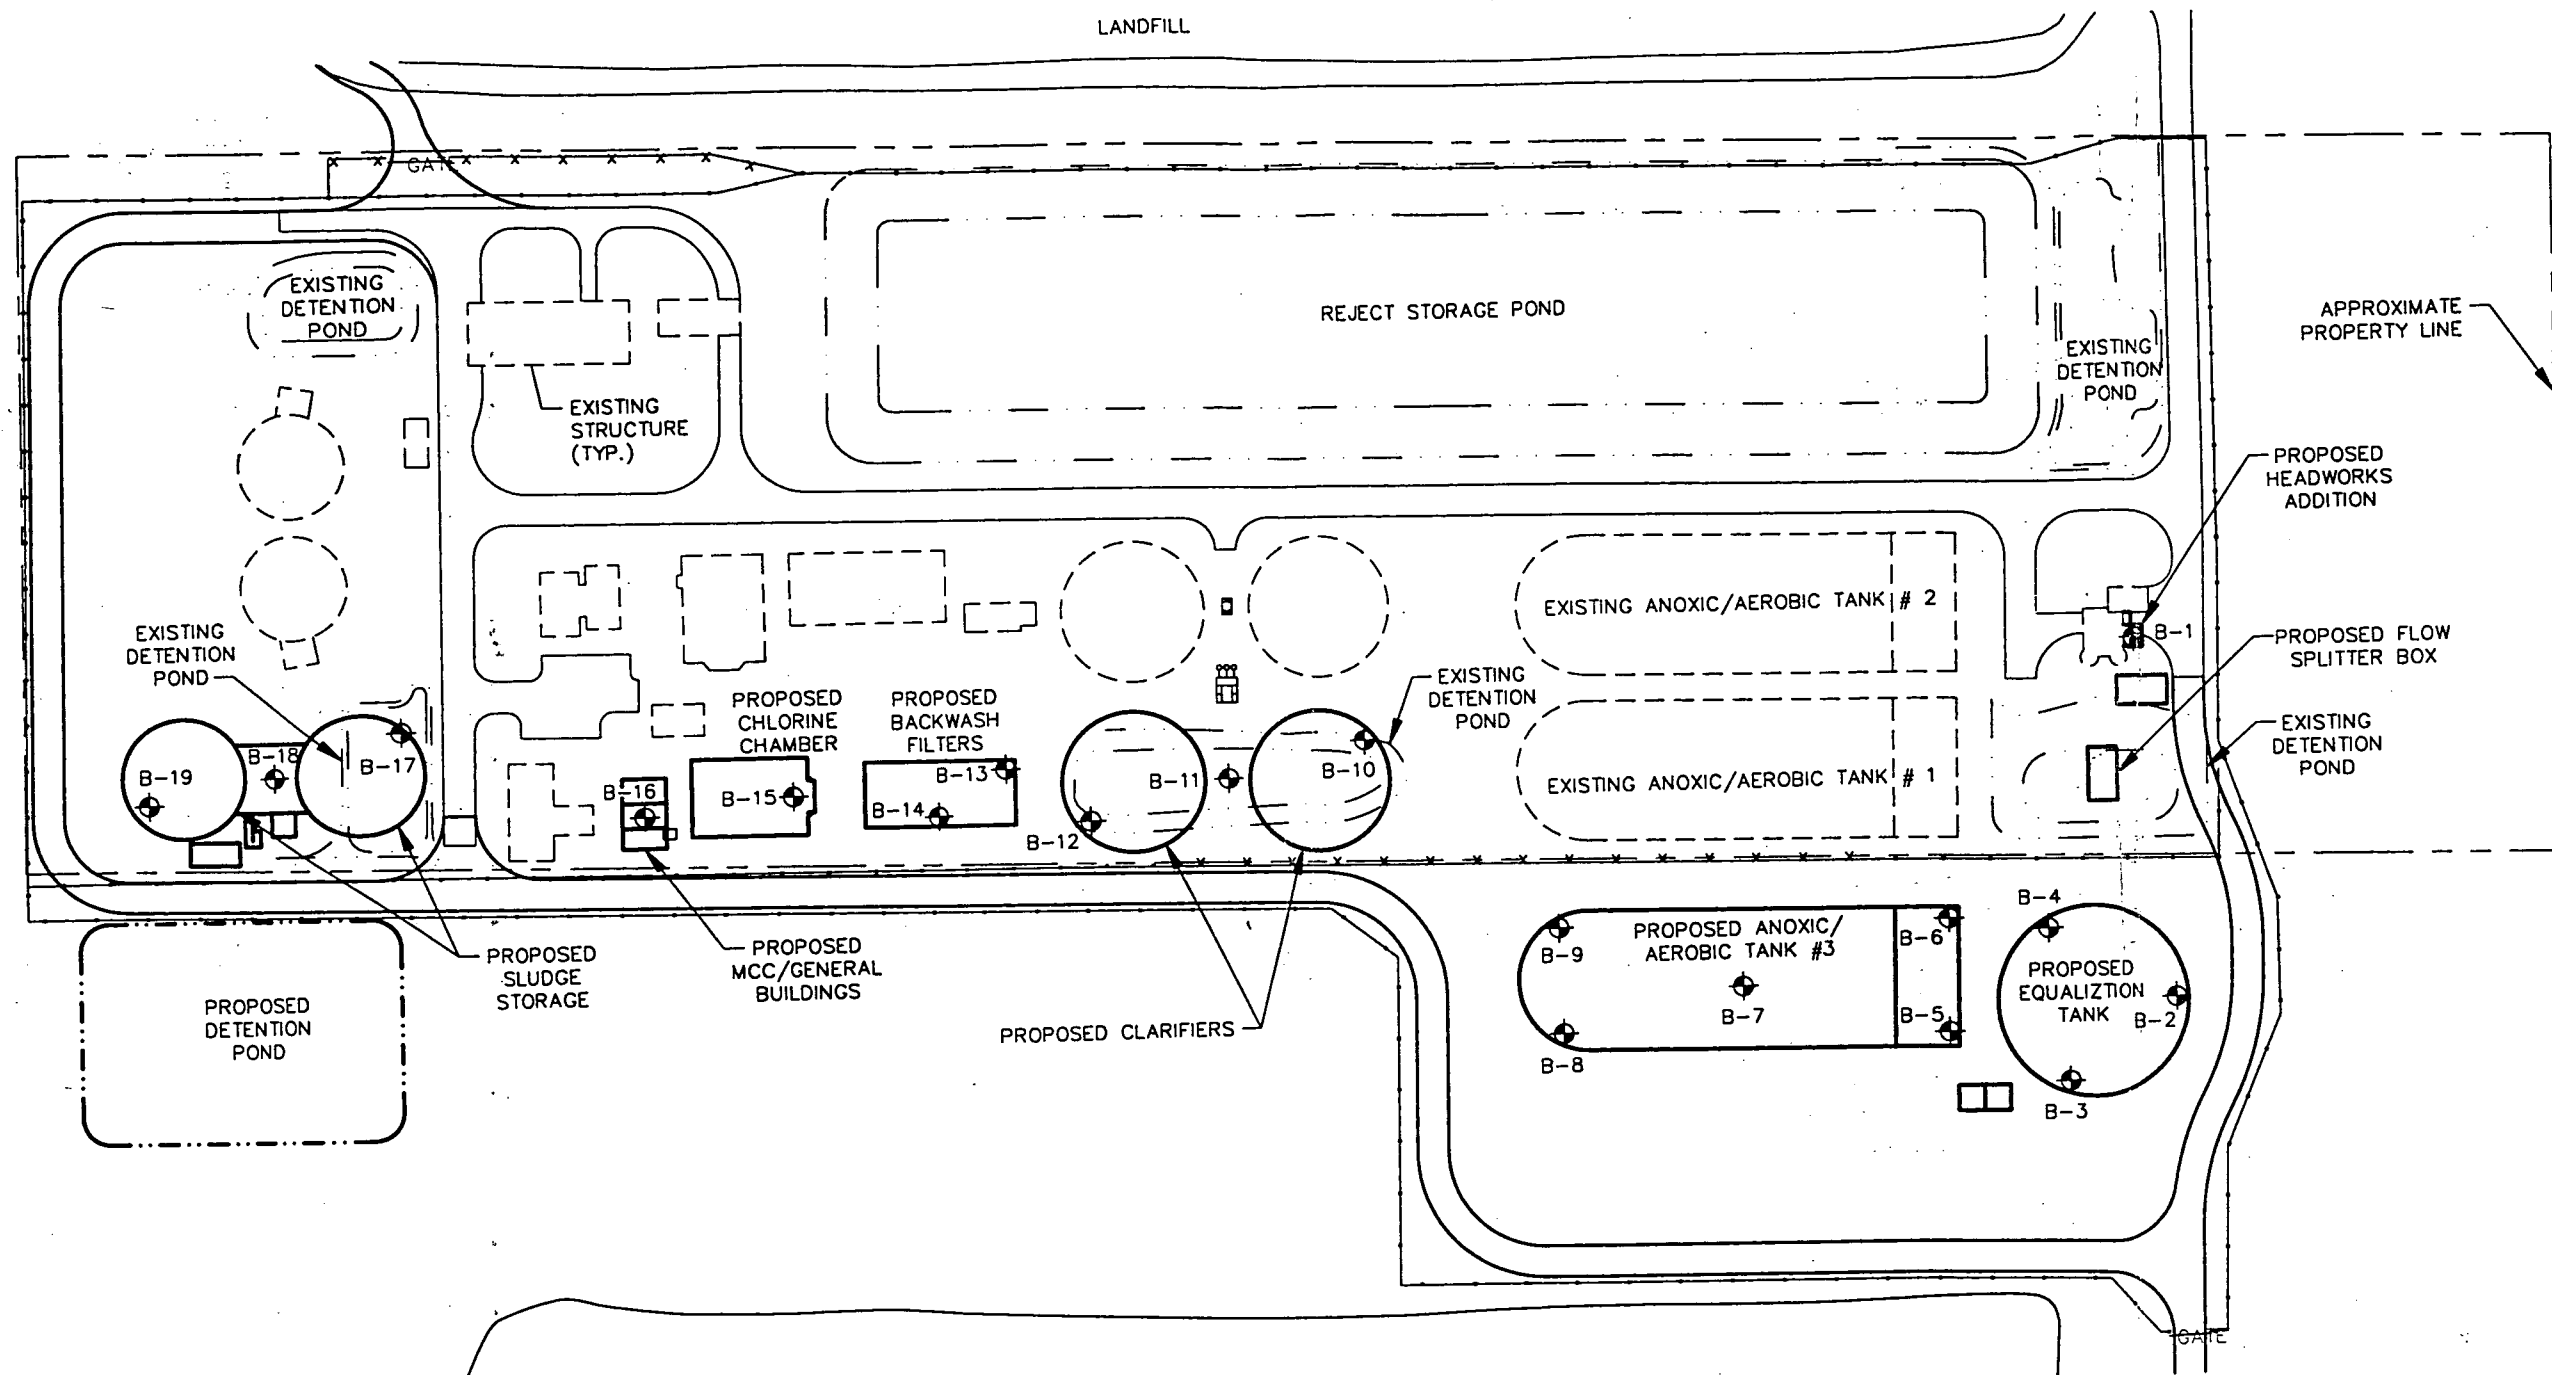 LANDFILL
GATE
EXISTING
DETENTION
POND
EXISTING
STRUCTURE
(TYP.)
REJECT STORAGE POND
EXISTING
DETENTION
POND
APPROXIMATE
PROPERTY LINE
PROPOSED
HEADWORKS
ADDITION
EXISTING ANOXIC/AEROBIC TANK # 2
B-1
PROPOSED FLOW
SPLITTER BOX
EXISTING
DETENTION
POND
EXISTING
DETENTION
POND
PROPOSED
CHLORINE
CHAMBER
PROPOSED
BACKWASH
FILTERS
EXISTING
DETENTION
POND
B-19
B-18
B-17
B-16
B-15
B-14
B-13
B-12
B-11
B-10
EXISTING ANOXIC/AEROBIC TANK # 1
PROPOSED
DETENTION
POND
PROPOSED
SLUDGE
STORAGE
PROPOSED
MCC/GENERAL
BUILDINGS
PROPOSED CLARIFIERS
B-9
PROPOSED ANOXIC/
AEROBIC TANK #3
B-7
B-8
B-6
B-5
B-4
PROPOSED
EQUALIZTION
TANK
B-2
B-3
GATE